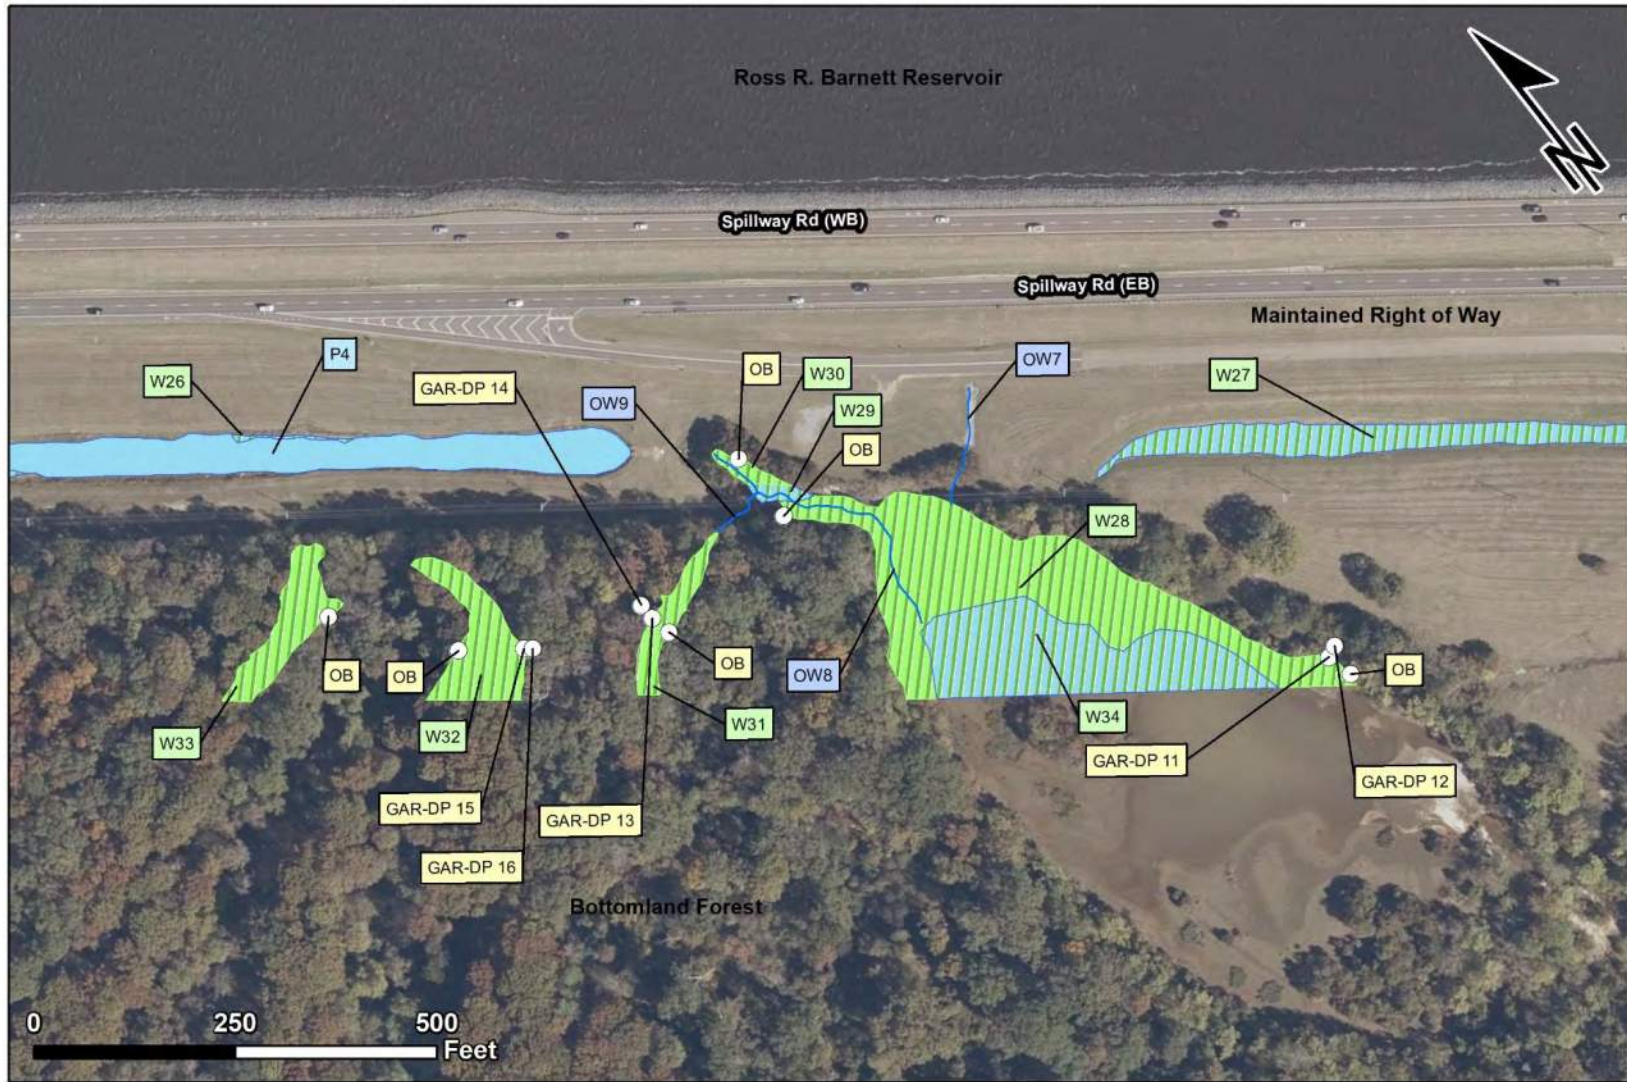 Ross R. Barnett Reservoir
N
Spillway Rd (WB)
Spillway Rd (EB)
Maintained Right of Way
P4
W26
GAR-DP 14
OW9
OB
W30
W29
OB
OW7
W27
W28
OB
OB
OB
OW8
OB
W33
W32
W31
W34
GAR-DP 11
GAR-DP 12
GAR-DP 15
GAR-DP 13
GAR-DP 16
Bottomland Forest
0 250 500
Feet